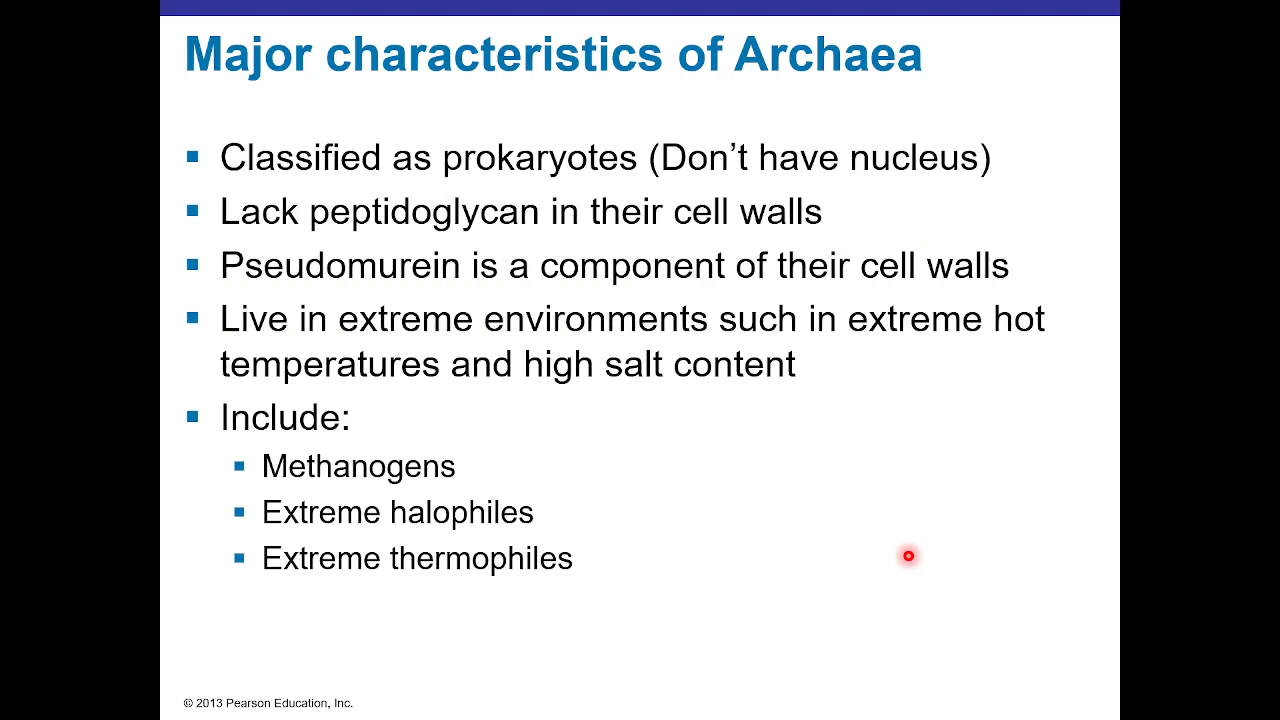 Major characteristics of Archaea
Classified as prokaryotes (Don’t have nucleus)
Lack peptidoglycan in their cell walls
Pseudomurein is a component of their cell walls
Live in extreme environments such in extreme hot
temperatures and high salt content
Include:
Methanogens
Extreme halophiles
Extreme thermophiles
© 2013 Pearson Education, Inc.